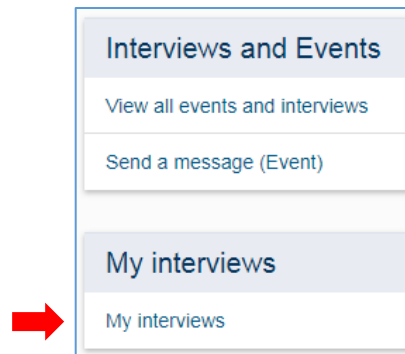 Interviews and Events
View all events and interviews
Send a message (Event)
My interviews
My interviews